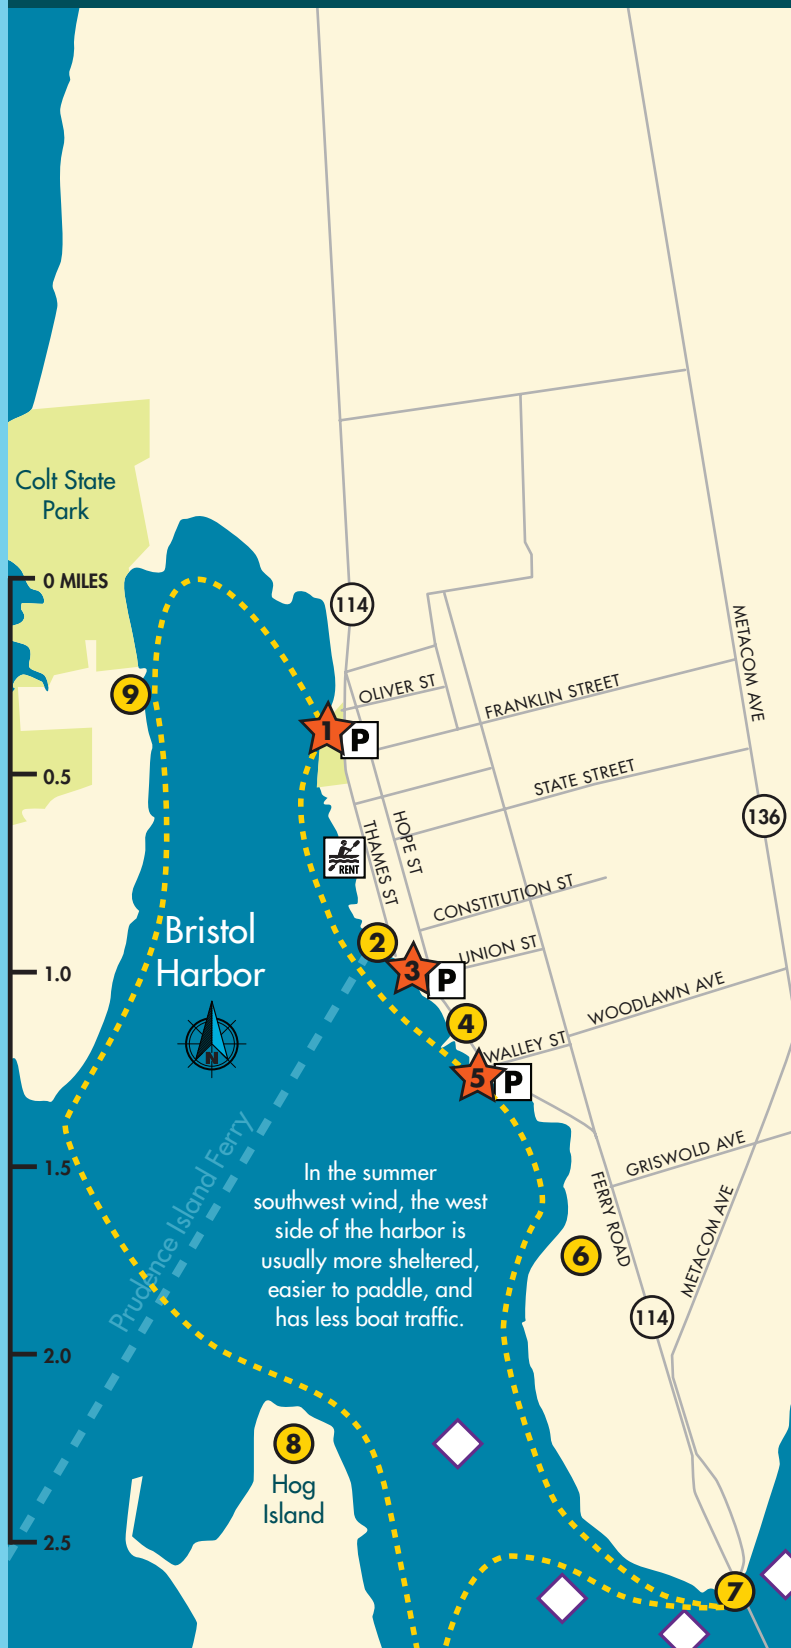 Colt State
Park
0 MILES
114
METACOM AVE
OLIVER ST
FRANKLIN STREET
9
1
P
0.5
STATE STREET
136
HOPE ST
THAMES ST
RENT
CONSTITUTION ST
Bristol
Harbor
2
UNION ST
3
P
1.0
WOODLAWN AVE
4
N
WALLEY ST
5
P
Prudence Island Ferry
1.5
GRISWOLD AVE
In the summer
southwest wind, the west
side of the harbor is
usually more sheltered,
easier to paddle, and
has less boat traffic.
FERRY ROAD
METACOM AVE
6
114
2.0
8
Hog
Island
2.5
7